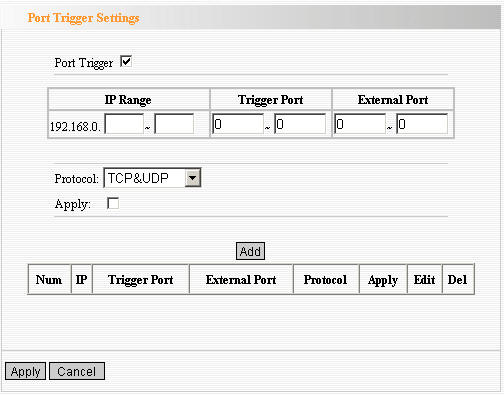 Port Trigger Settings
Port Trigger
IP Range Trigger Port External Port
192.168.0. ~ 0 ~ 0 0 ~ 0
Protocol: TCP&UDP
Apply:
Add
Num IP Trigger Port External Port Protocol Apply Edit Del
Apply Cancel